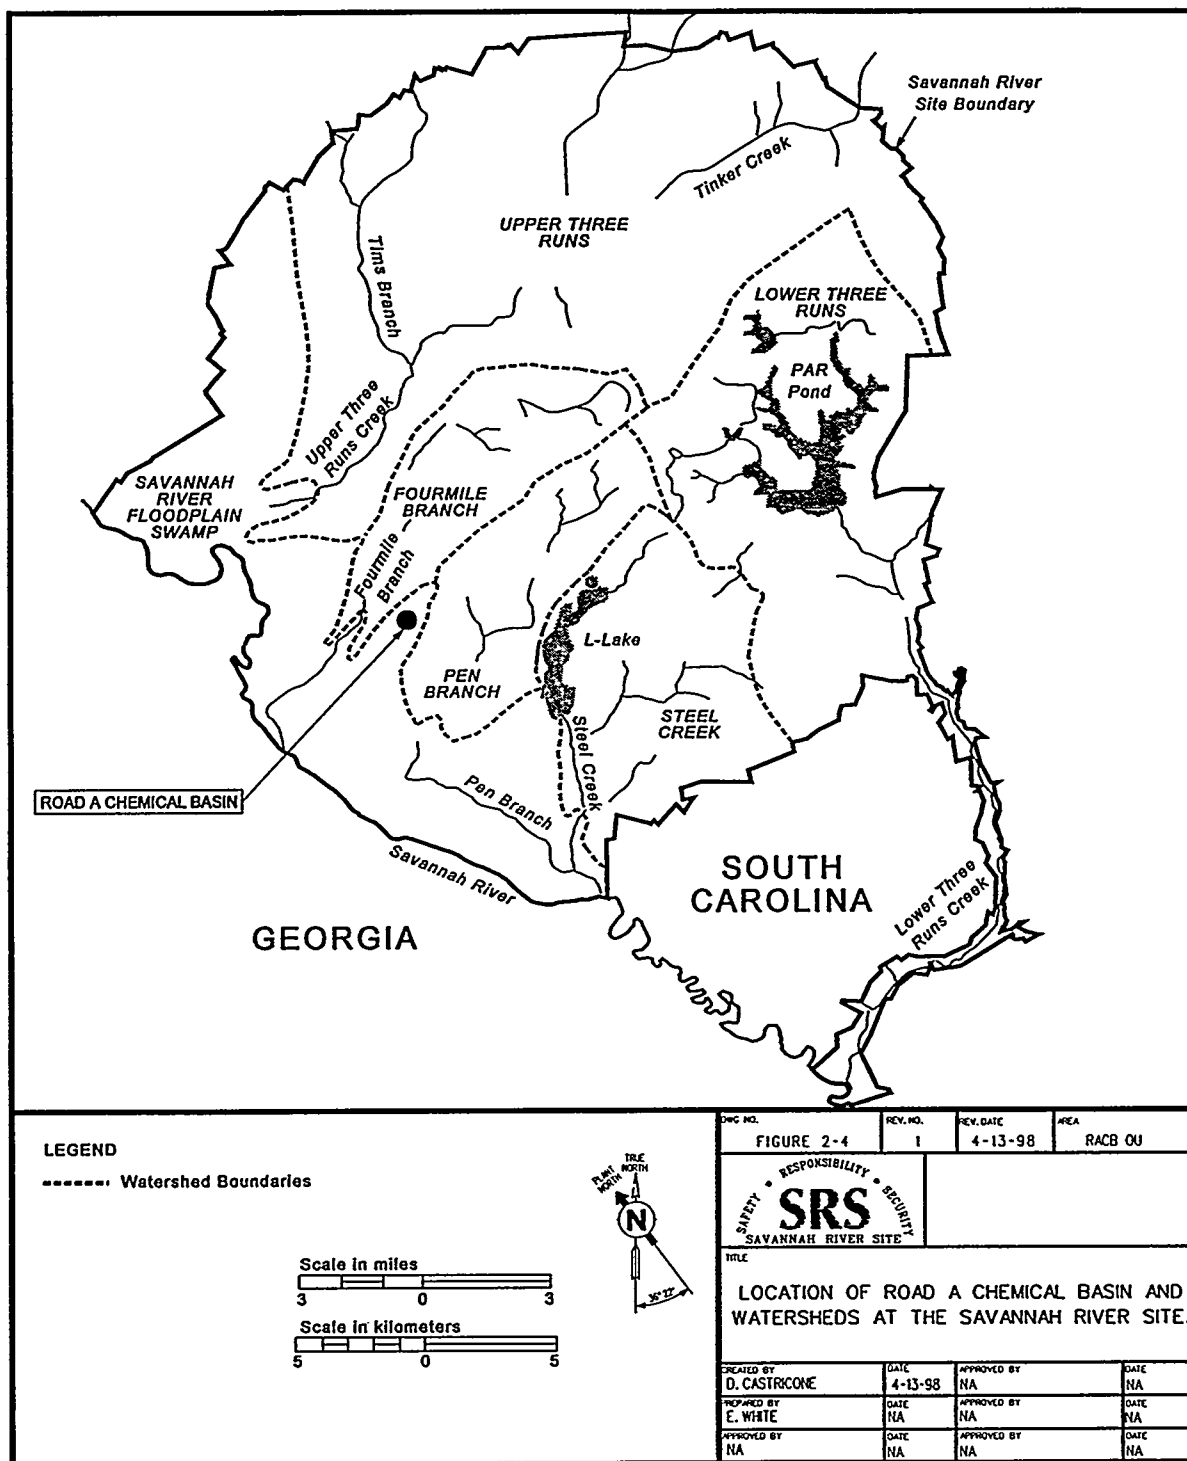 Savannah River
Site Boundary
Tinker Creek
UPPER THREE
RUNS
Tims Branch
LOWER THREE
RUNS
PAR
Pond
Upper Three
Runs Creek
SAVANNAH
RIVER
FLOODPLAIN
SWAMP
FOURMILE
BRANCH
Fourmile
Branch
L-Lake
PEN
BRANCH
STEEL
CREEK
Steel Creek
ROAD A CHEMICAL BASIN
Pen Branch
Savannah River
SOUTH
CAROLINA
Lower Three
Runs Creek
GEORGIA
LEGEND
Watershed Boundaries
PLANT
NORTH
TRUE
NORTH
N
36° 22'
Scale in miles
3 0 3
Scale in kilometers
5 0 5
DWG NO. REV. NO. REV. DATE AREA
FIGURE 2-4 1 4-13-98 RACB OU
SAFETY • RESPONSIBILITY • SECURITY
SRS
SAVANNAH RIVER SITE
TITLE
LOCATION OF ROAD A CHEMICAL BASIN AND
WATERSHEDS AT THE SAVANNAH RIVER SITE.
CREATED BY DATE APPROVED BY DATE
D. CASTRICONE 4-13-98 NA NA
PREPARED BY DATE APPROVED BY DATE
E. WHITE NA NA NA
APPROVED BY DATE APPROVED BY DATE
NA NA NA NA